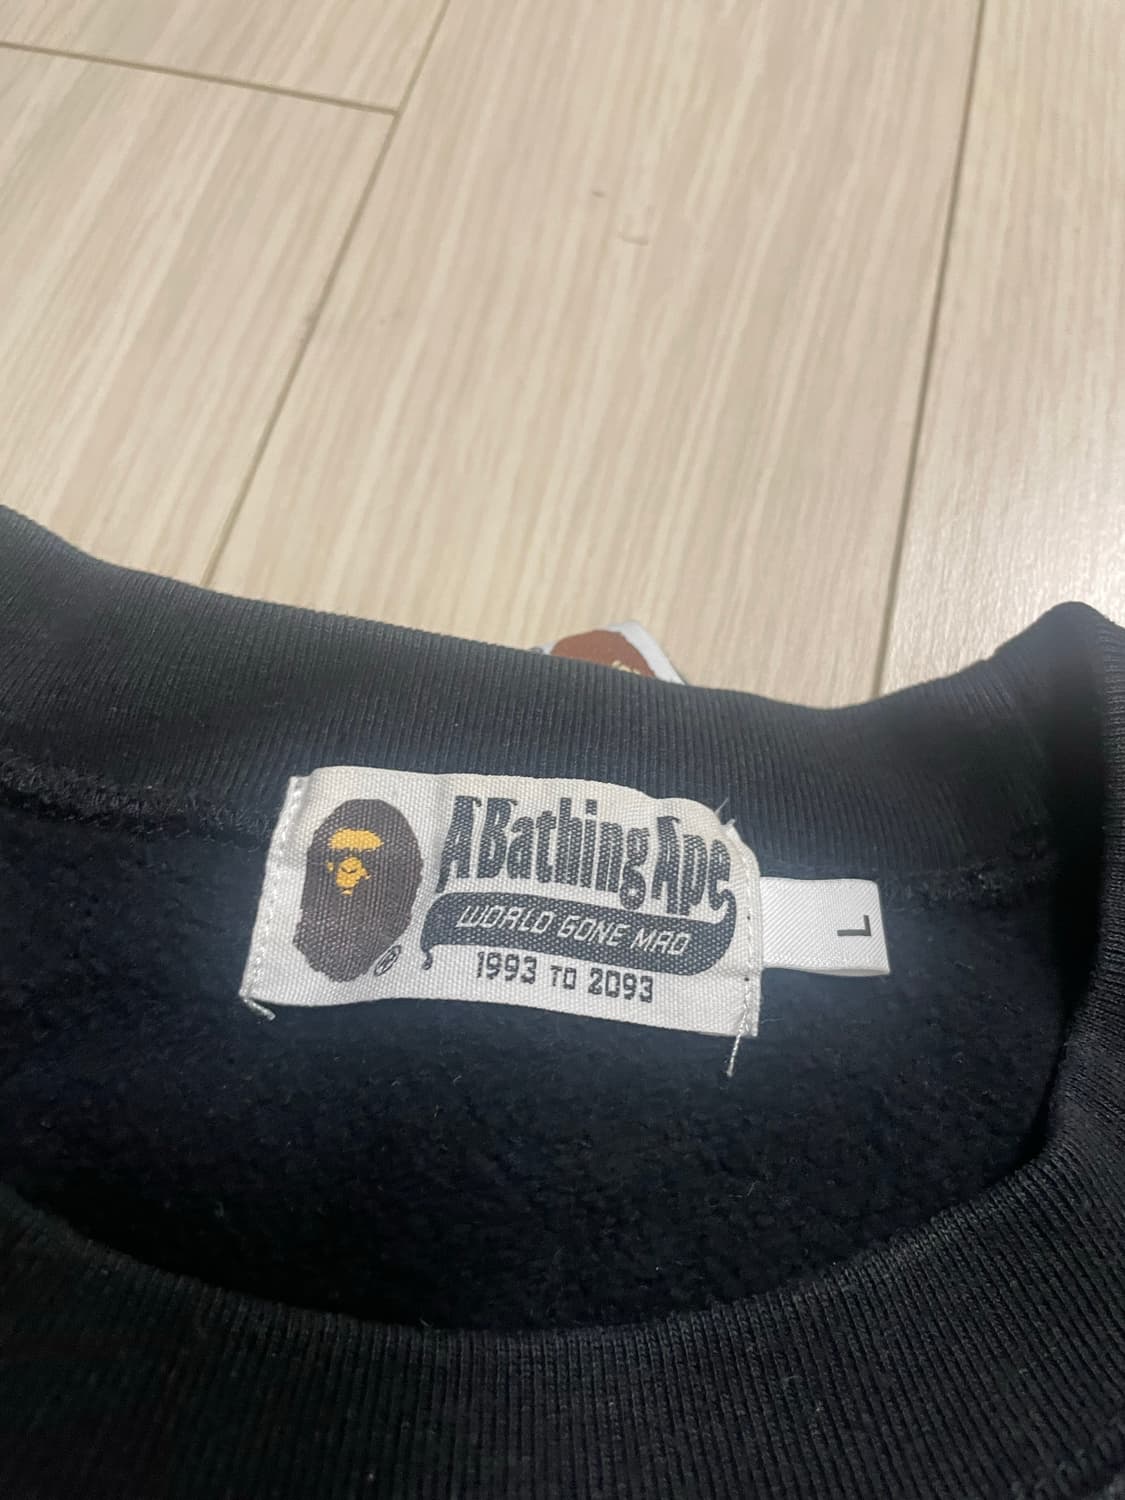 A Bathing Ape
WORLD GONE MAD
1993 TO 2093
®
L